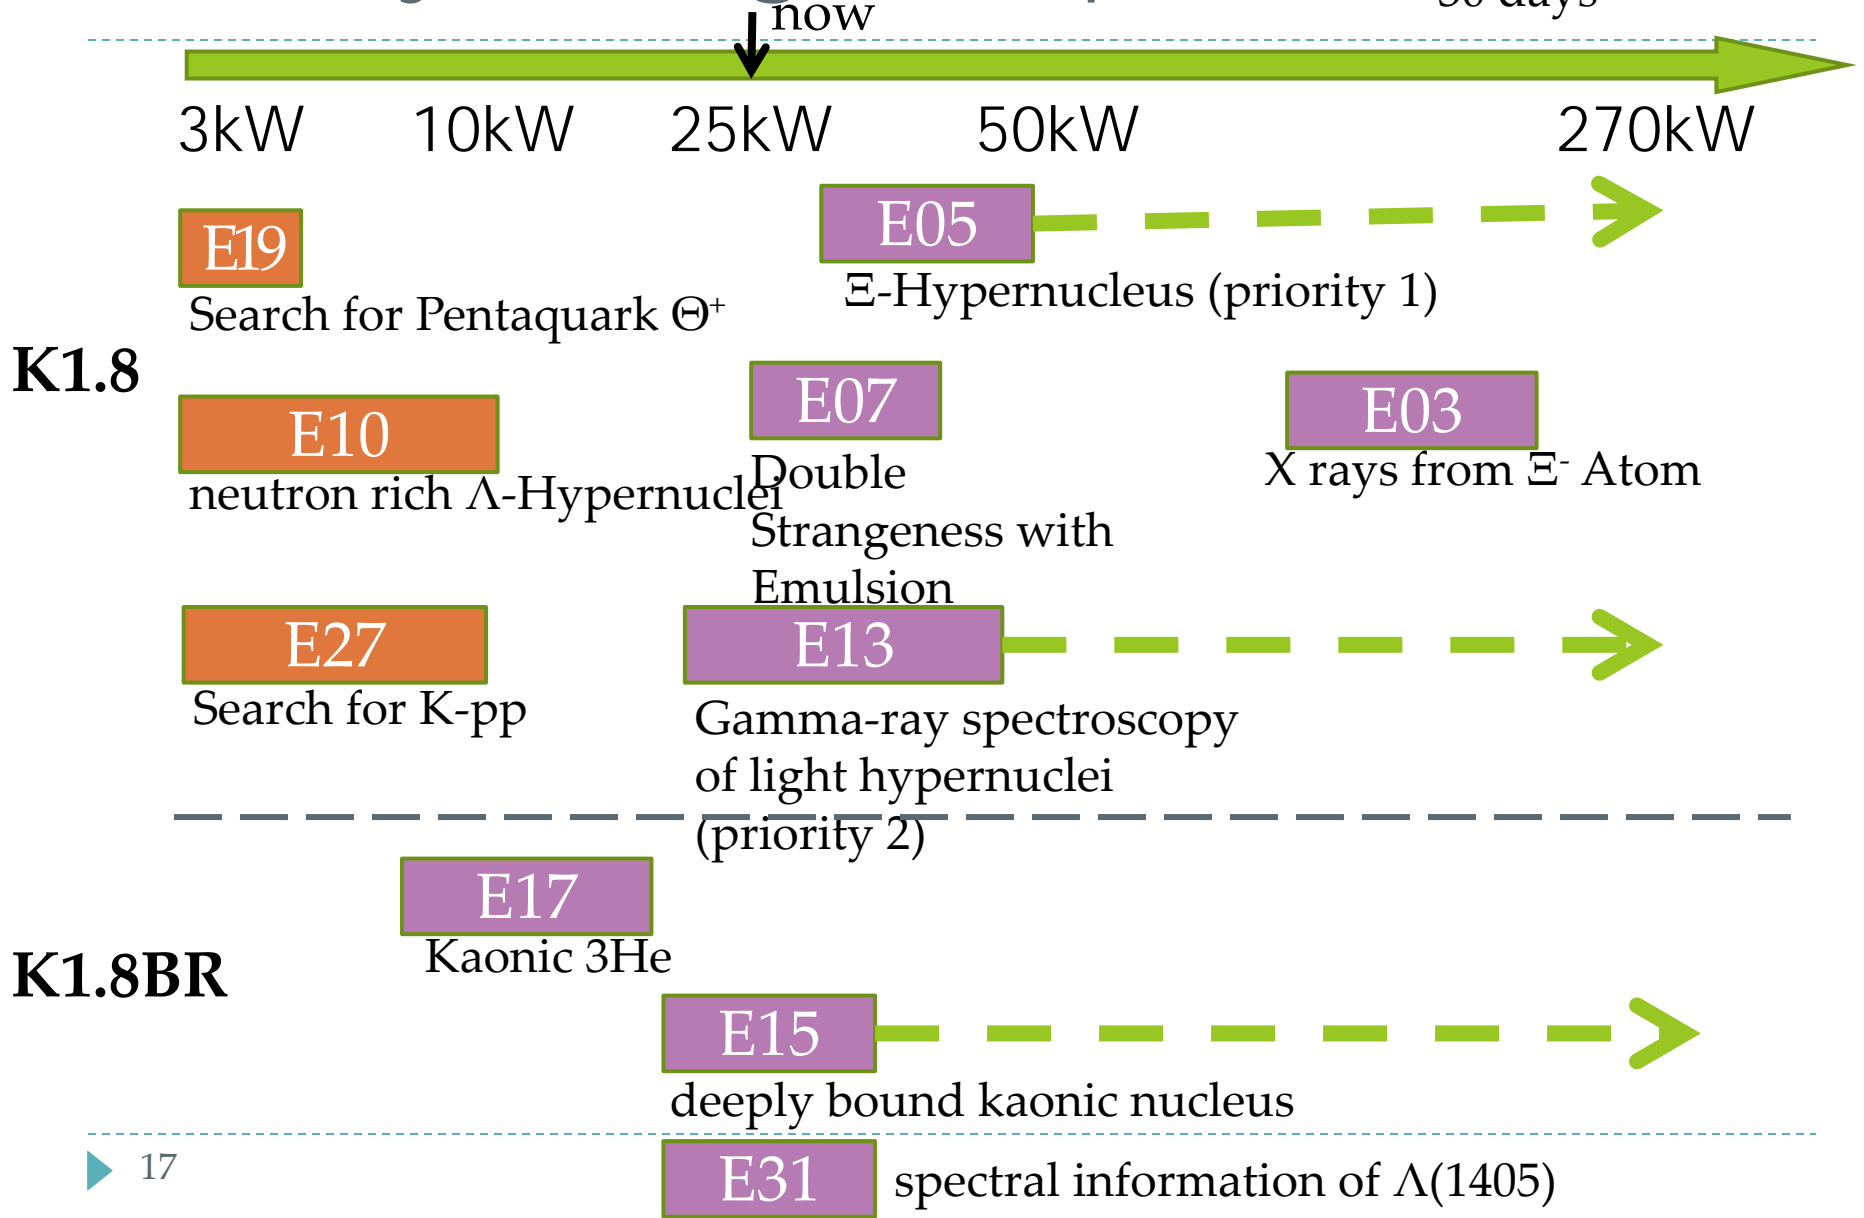 now
3kW 10kW 25kW 50kW 270kW
E19
Search for Pentaquark Θ⁺
E05
Ξ-Hypernucleus (priority 1)
K1.8
E10
neutron rich Λ-Hypernuclei
E07
Double
Strangeness with
Emulsion
E03
X rays from Ξ⁻ Atom
E27
Search for K-pp
E13
Gamma-ray spectroscopy
of light hypernuclei
(priority 2)
K1.8BR
E17
Kaonic 3He
E15
deeply bound kaonic nucleus
E31
spectral information of Λ(1405)
17